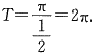 T = π / (1/2) = 2π.